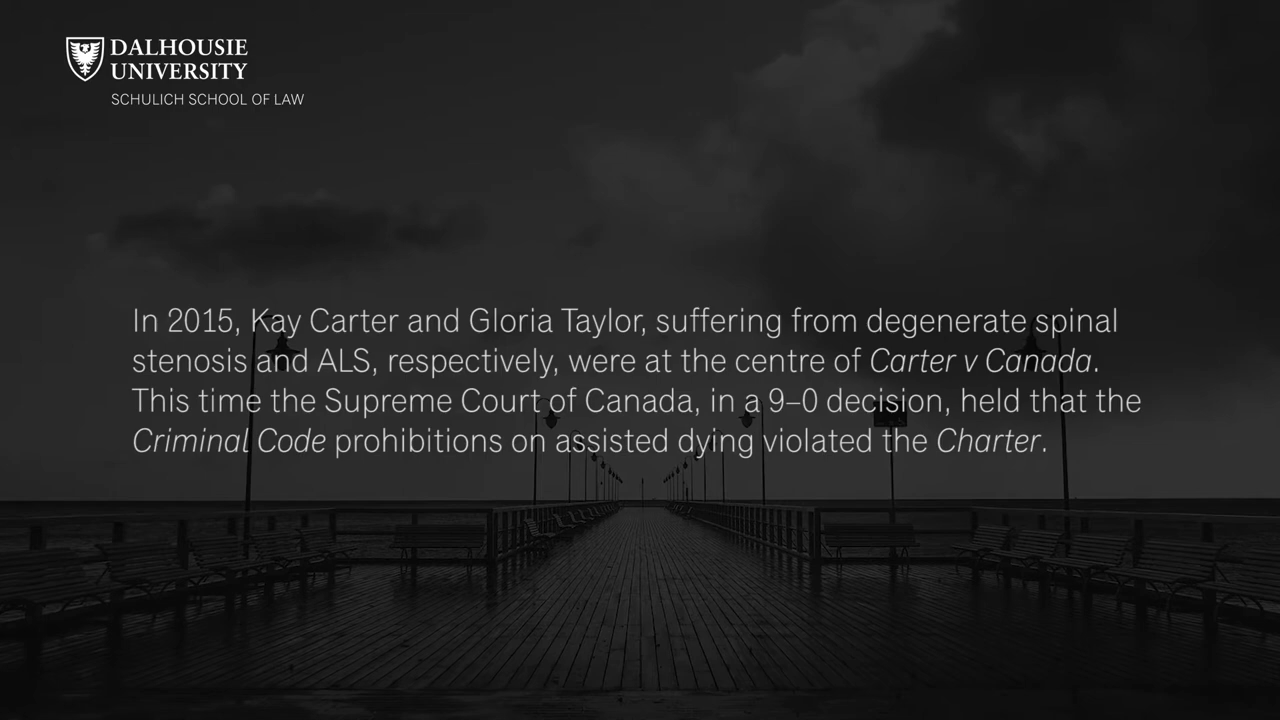 DALHOUSIE
UNIVERSITY
SCHULICH SCHOOL OF LAW
In 2015, Kay Carter and Gloria Taylor, suffering from degenerate spinal
stenosis and ALS, respectively, were at the centre of Carter v Canada.
This time the Supreme Court of Canada, in a 9–0 decision, held that the
Criminal Code prohibitions on assisted dying violated the Charter.